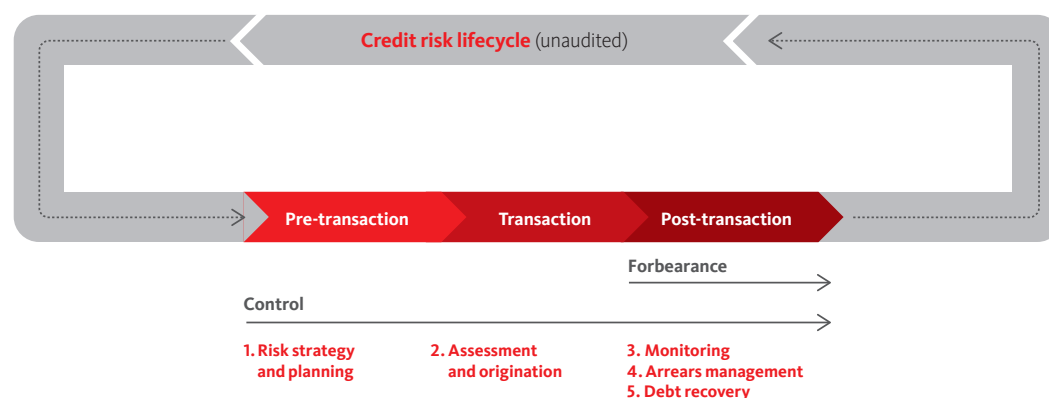 Credit risk lifecycle (unaudited)
Pre-transaction
Transaction
Post-transaction
Forbearance
Control
1. Risk strategy
and planning
2. Assessment
and origination
3. Monitoring
4. Arrears management
5. Debt recovery